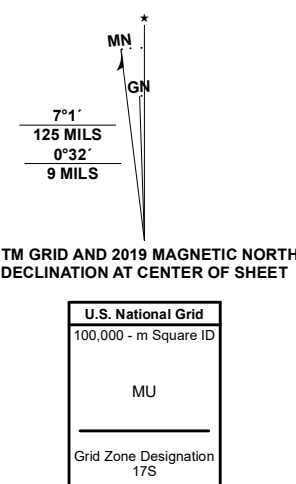 MN
GN
7°1´
125 MILS
0°32´
9 MILS
TM GRID AND 2019 MAGNETIC NORTH
DECLINATION AT CENTER OF SHEET
U.S. National Grid
100,000 - m Square ID
MU
Grid Zone Designation
17S